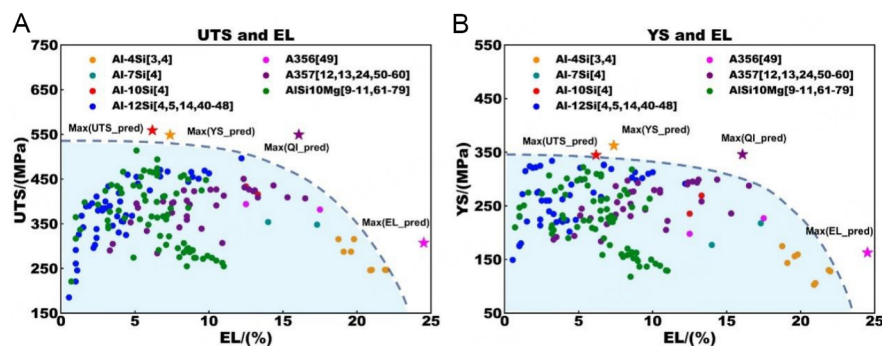 A
UTS and EL
750
650
550
450
350
250
150
UTS/(MPa)
Al-4Si[3,4]
Al-7Si[4]
Al-10Si[4]
Al-12Si[4,5,14,40-48]
A356[49]
A357[12,13,24,50-60]
AlSi10Mg[9-11,61-79]
Max(UTS_pred)
Max(YS_pred)
Max(QI_pred)
Max(EL_pred)
0
5
10
15
20
25
EL/(%)
B
YS and EL
550
450
350
250
150
50
YS/(MPa)
Al-4Si[3,4]
Al-7Si[4]
Al-10Si[4]
Al-12Si[4,5,14,40-48]
A356[49]
A357[12,13,24,50-60]
AlSi10Mg[9-11,61-79]
Max(YS_pred)
Max(UTS_pred)
Max(QI_pred)
Max(EL_pred)
0
5
10
15
20
25
EL/(%)